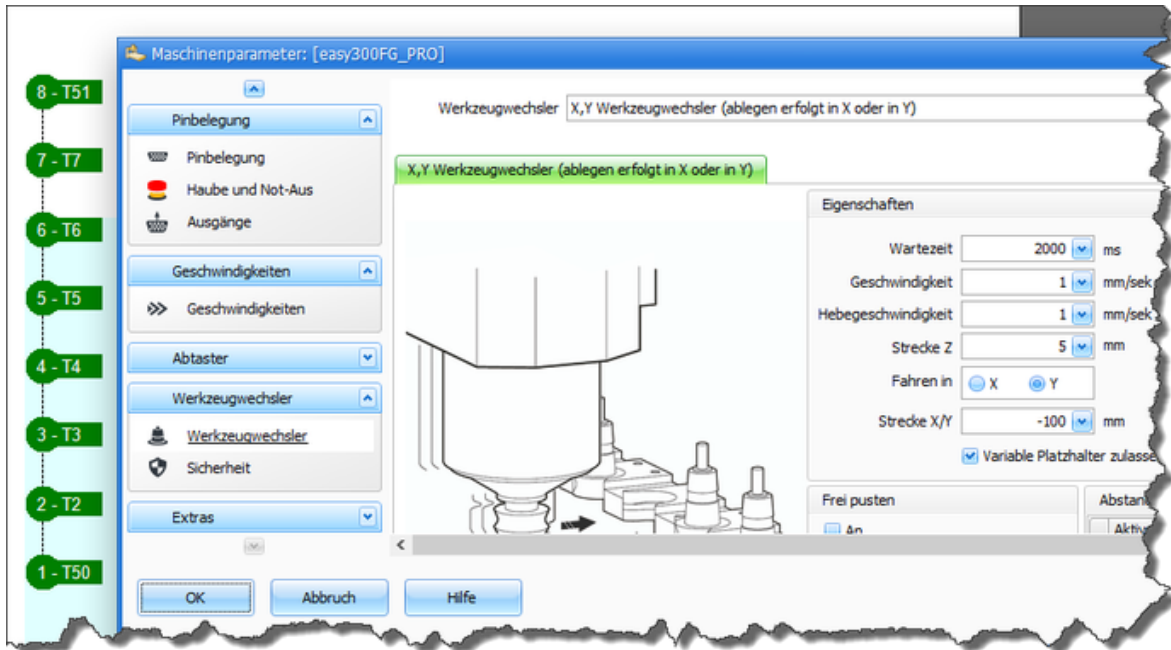 8 - T51
7 - T7
6 - T6
5 - T5
4 - T4
3 - T3
2 - T2
1 - T50
Maschinenparameter: [easy300FG_PRO]
Pinbelegung
Pinbelegung
Haube und Not-Aus
Ausgänge
Geschwindigkeiten
Geschwindigkeiten
Abtaster
Werkzeugwechsler
Werkzeugwechsler
Sicherheit
Extras
Werkzeugwechsler X,Y Werkzeugwechsler (ablegen erfolgt in X oder in Y)
X,Y Werkzeugwechsler (ablegen erfolgt in X oder in Y)
Eigenschaften
Wartezeit 2000 ms
Geschwindigkeit 1 mm/sek
Hebegeschwindigkeit 1 mm/sek
Strecke Z 5 mm
Fahren in X Y
Strecke X/Y -100 mm
Variable Platzhalter zulasse
Frei pusten
An
Abstan
Aktiv
OK Abbruch Hilfe